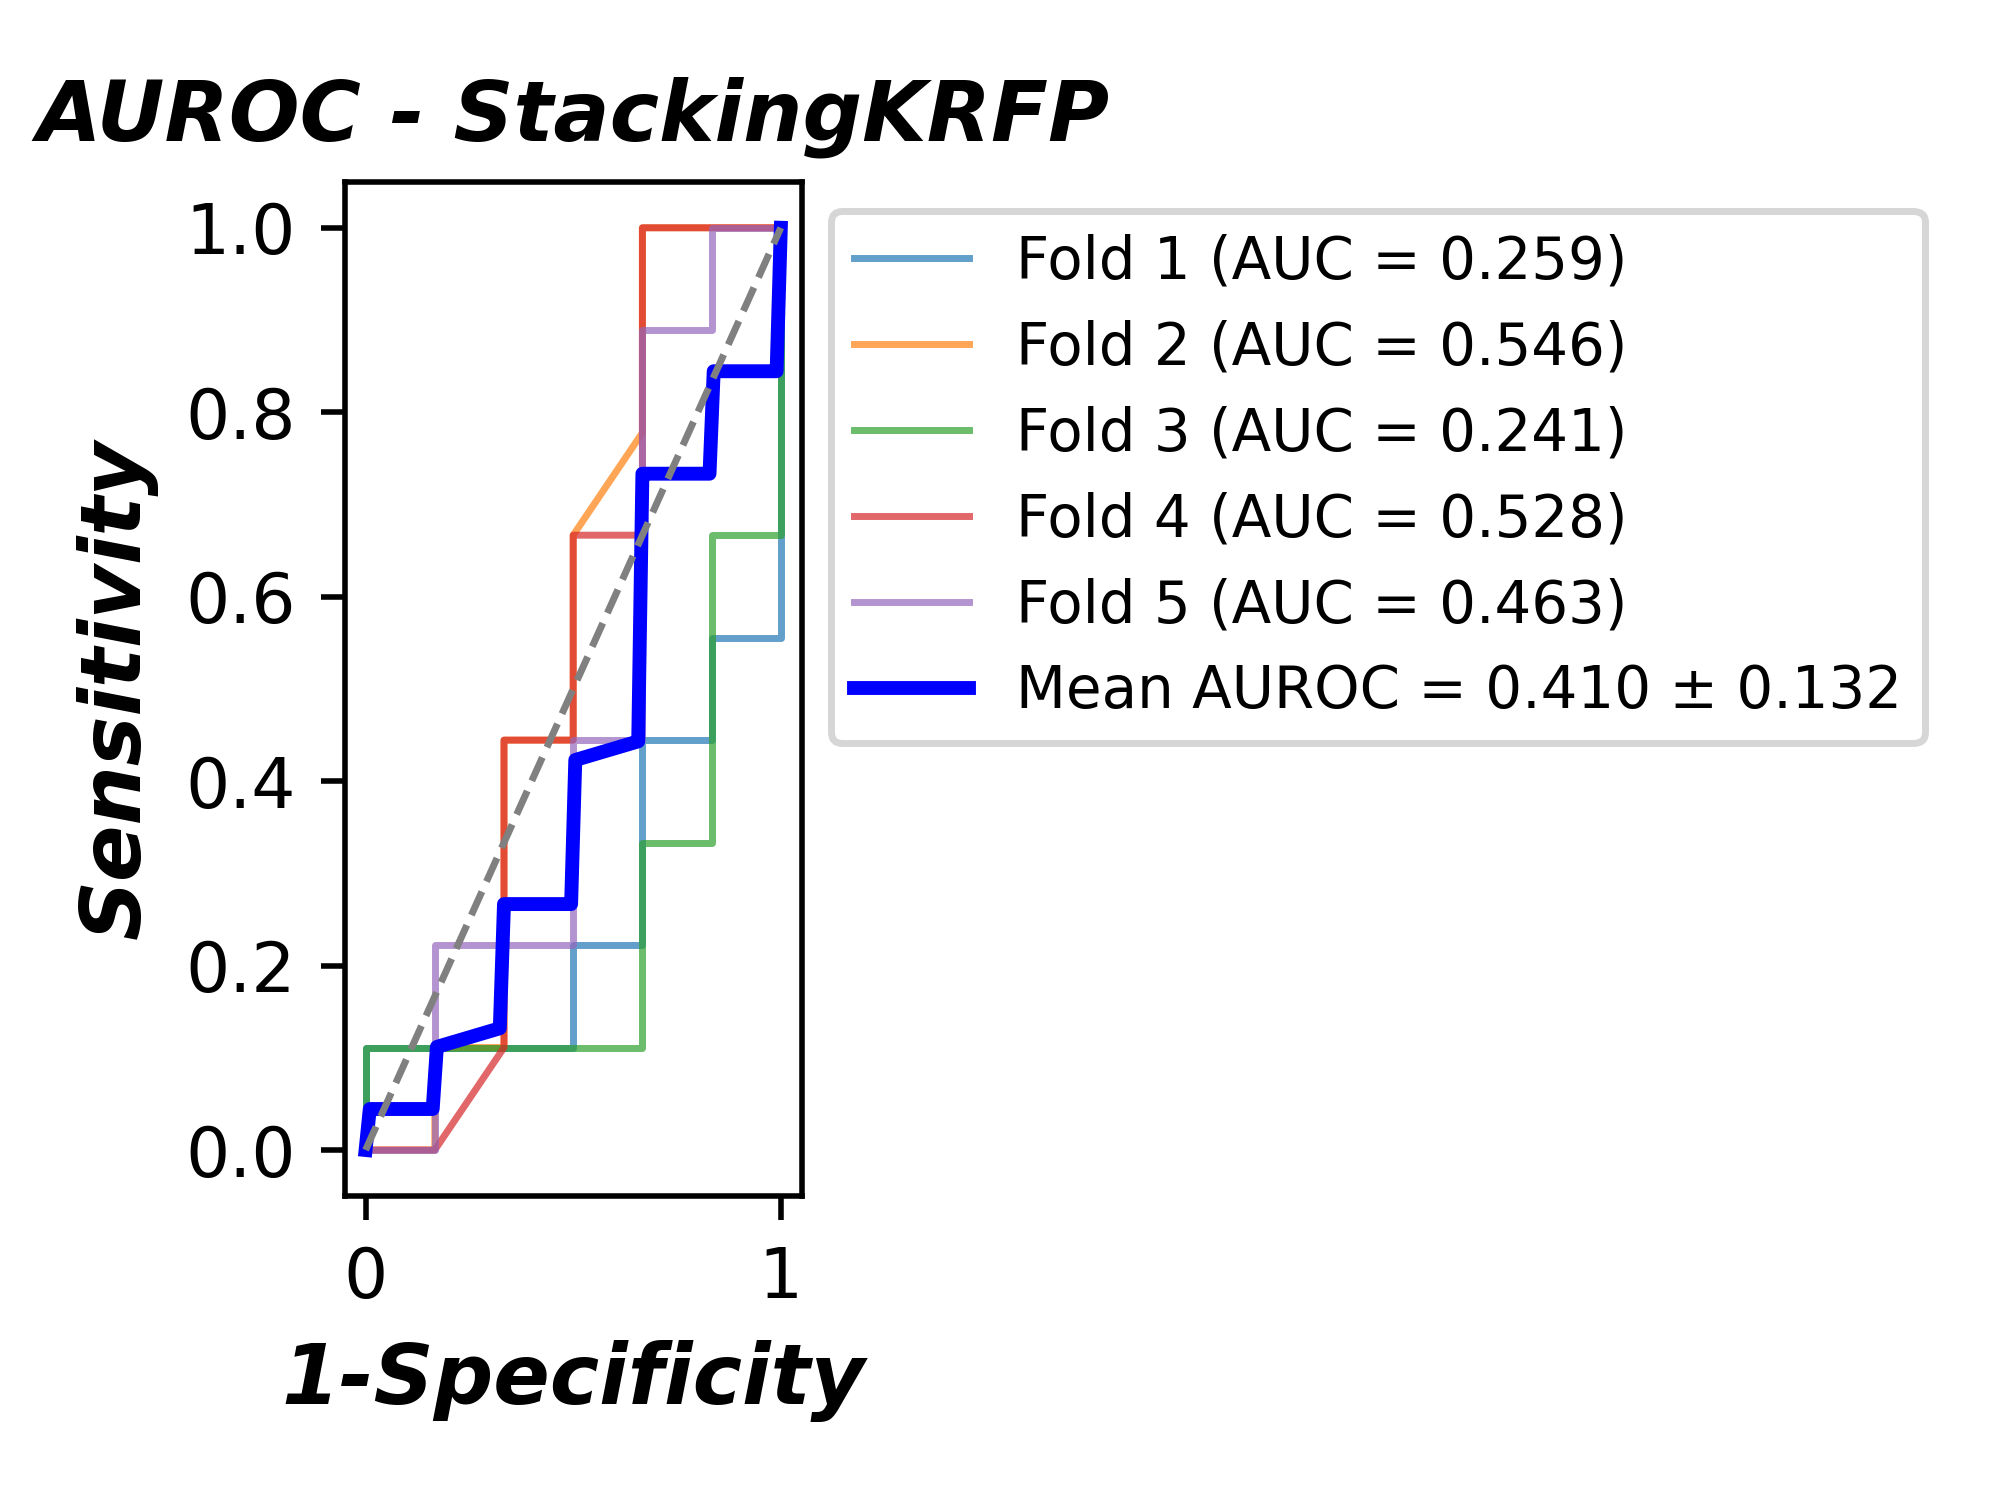 AUROC - StackingKRFP
Sensitivity
1.0
0.8
0.6
0.4
0.2
0.0
0 1
1-Specificity
Fold 1 (AUC = 0.259)
Fold 2 (AUC = 0.546)
Fold 3 (AUC = 0.241)
Fold 4 (AUC = 0.528)
Fold 5 (AUC = 0.463)
Mean AUROC = 0.410 ± 0.132